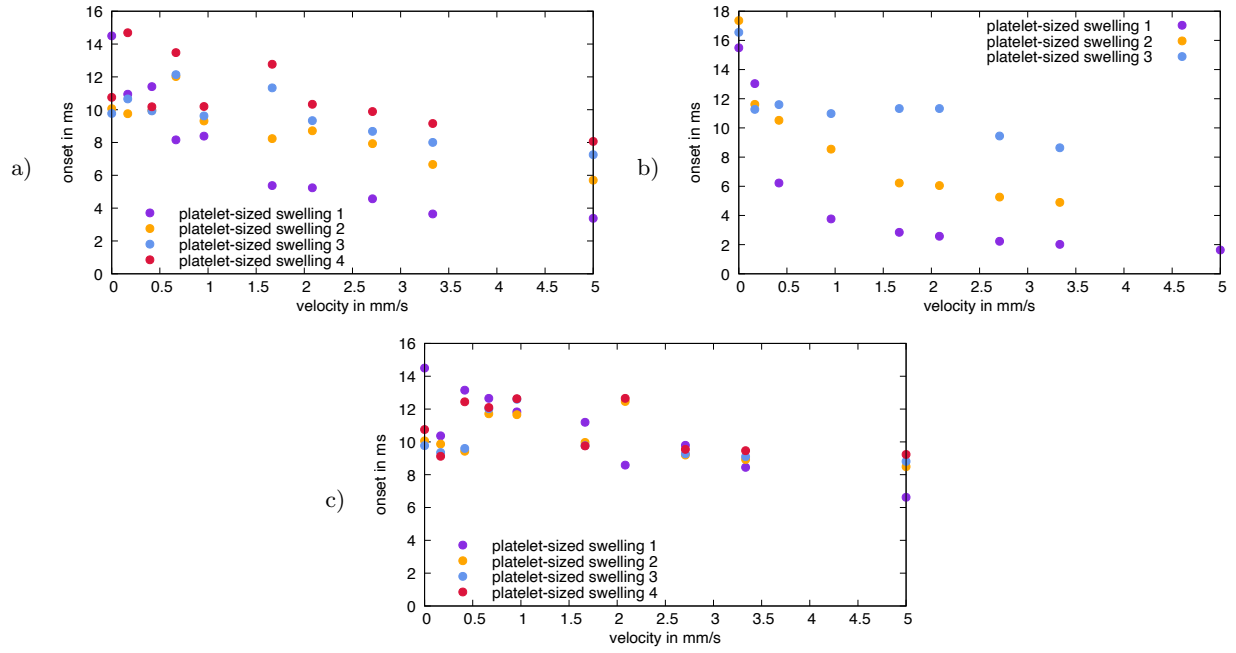 a)
onset in ms
16
14
12
10
8
6
4
2
0
platelet-sized swelling 1
platelet-sized swelling 2
platelet-sized swelling 3
platelet-sized swelling 4
0 0.5 1 1.5 2 2.5 3 3.5 4 4.5 5
velocity in mm/s
b)
onset in ms
18
16
14
12
10
8
6
4
2
0
platelet-sized swelling 1
platelet-sized swelling 2
platelet-sized swelling 3
0 0.5 1 1.5 2 2.5 3 3.5 4 4.5 5
velocity in mm/s
c)
onset in ms
16
14
12
10
8
6
4
2
0
platelet-sized swelling 1
platelet-sized swelling 2
platelet-sized swelling 3
platelet-sized swelling 4
0 0.5 1 1.5 2 2.5 3 3.5 4 4.5 5
velocity in mm/s